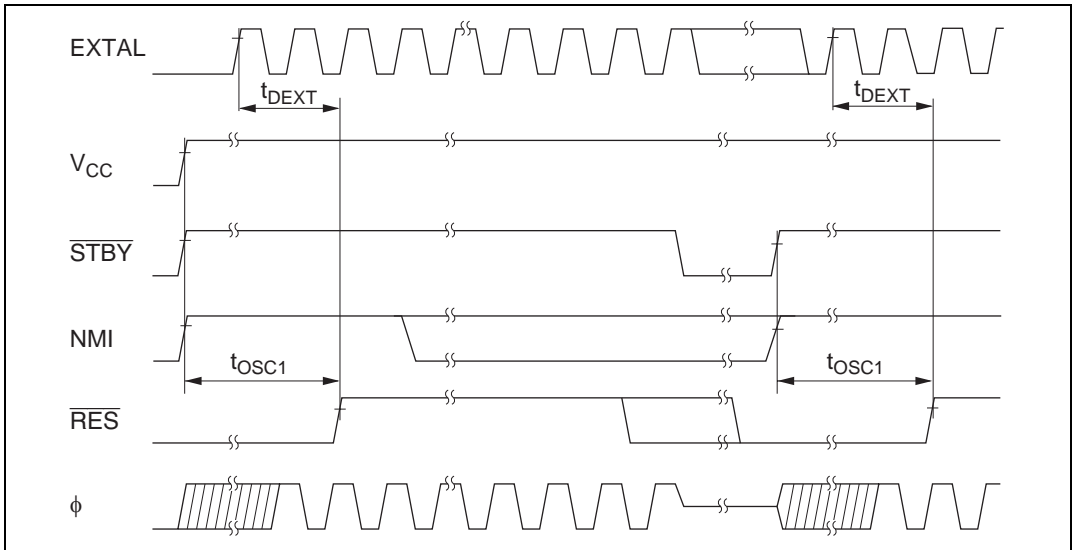 EXTAL
tDEXT tDEXT
VCC
STBY
NMI
tOSC1 tOSC1
RES
ϕ